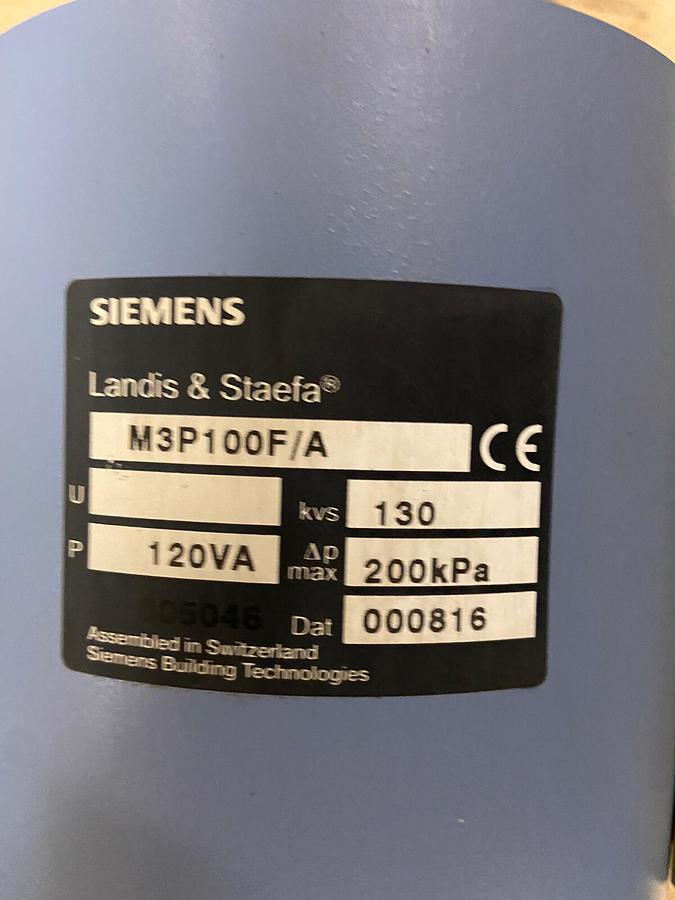 SIEMENS
Landis & Staefa®
M3P100F/A CE
U kvs 130
P 120VA Δp max 200kPa
Dat 000816
Assembled in Switzerland
Siemens Building Technologies